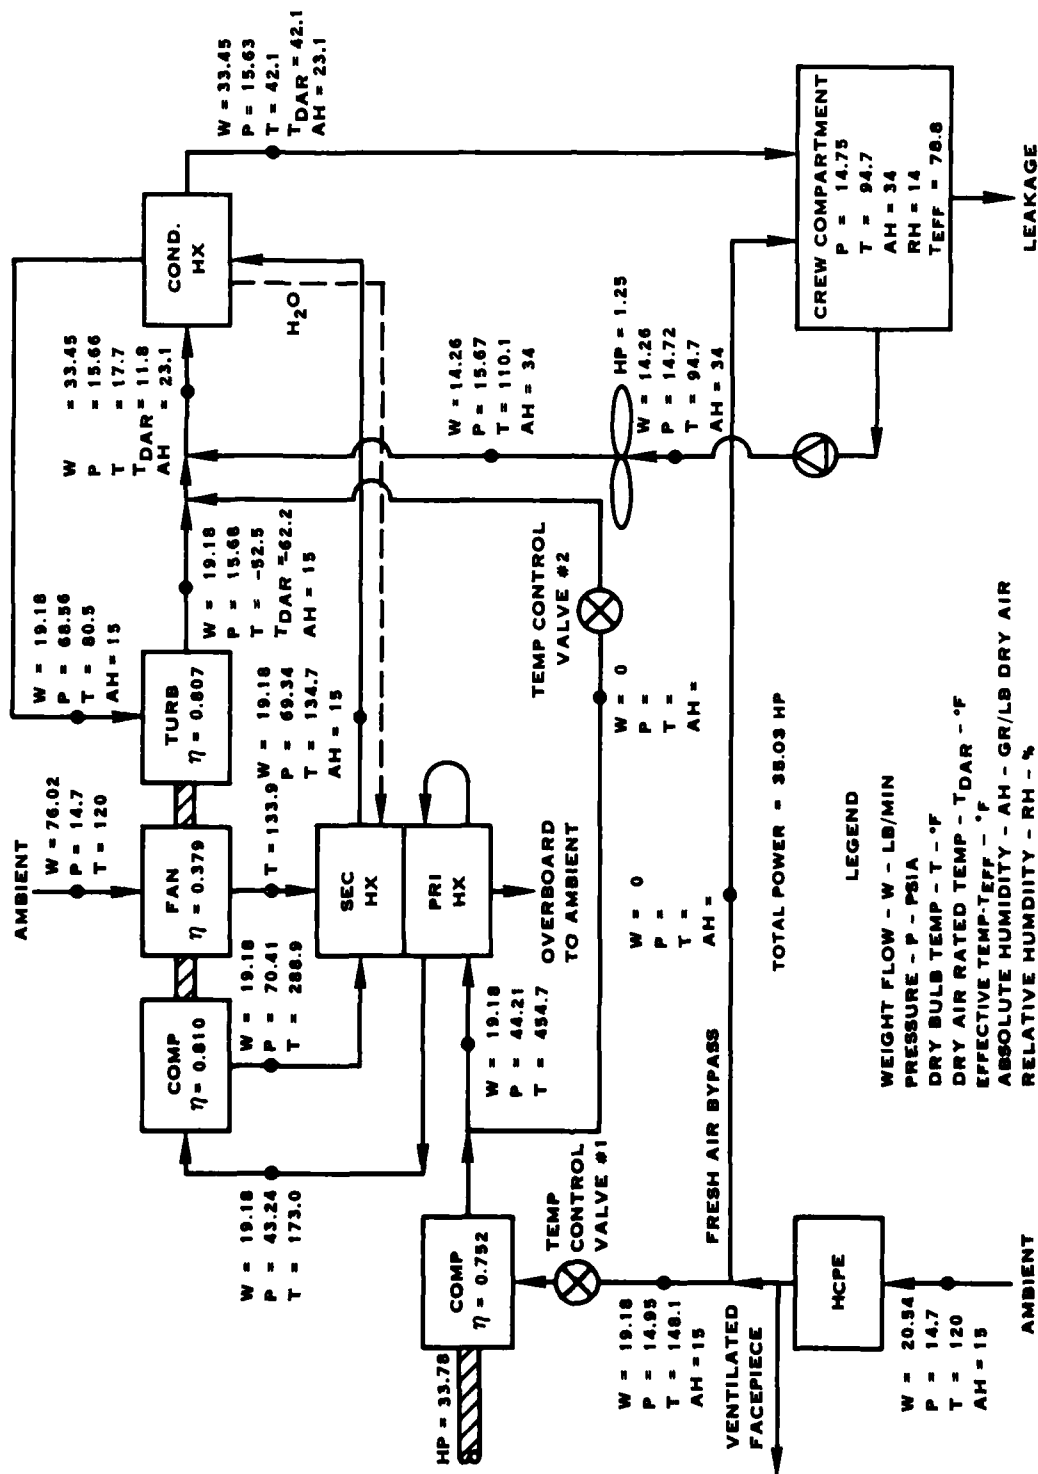 AMBIENT
W = 76.02
P = 14.7
T = 120
COMP
η = 0.810
FAN
η = 0.379
TURB
η = 0.807
COND.
HX
W = 19.18
P = 68.56
T = 80.5
AH = 15
W = 33.45
P = 15.66
T = 17.7
TDAR = 11.8
AH = 23.1
W = 33.45
P = 15.63
T = 42.1
TDAR = 42.1
AH = 23.1
W = 19.18
P = 43.24
T = 173.0
W = 19.18
P = 70.41
T = 288.9
T = 133.9
W = 19.18
P = 69.34
T = 134.7
AH = 15
W = 19.18
P = 15.68
T = -52.5
TDAR = -62.2
AH = 15
H2O
SEC
HX
PRI
HX
OVERBOARD
TO AMBIENT
W = 14.26
P = 15.67
T = 110.1
AH = 34
HP = 33.78
COMP
η = 0.752
W = 19.18
P = 44.21
T = 454.7
TEMP CONTROL
VALVE #2
HP = 1.25
TEMP
CONTROL
VALVE #1
W = 0
P =
T =
AH =
W = 14.26
P = 14.72
T = 94.7
AH = 34
W = 19.18
P = 14.95
T = 148.1
AH = 15
W = 0
P =
T =
AH =
FRESH AIR BYPASS
VENTILATED
FACEPIECE
HCPE
TOTAL POWER = 35.03 HP
CREW COMPARTMENT
P = 14.75
T = 94.7
AH = 34
RH = 14
TEFF = 78.8
LEAKAGE
W = 20.54
P = 14.7
T = 120
AH = 15
AMBIENT
LEGEND
WEIGHT FLOW - W - LB/MIN
PRESSURE - P - PSIA
DRY BULB TEMP - T - °F
DRY AIR RATED TEMP - TDAR - °F
EFFECTIVE TEMP-TEFF - °F
ABSOLUTE HUMIDITY - AH - GR/LB DRY AIR
RELATIVE HUMDIITY - RH - %